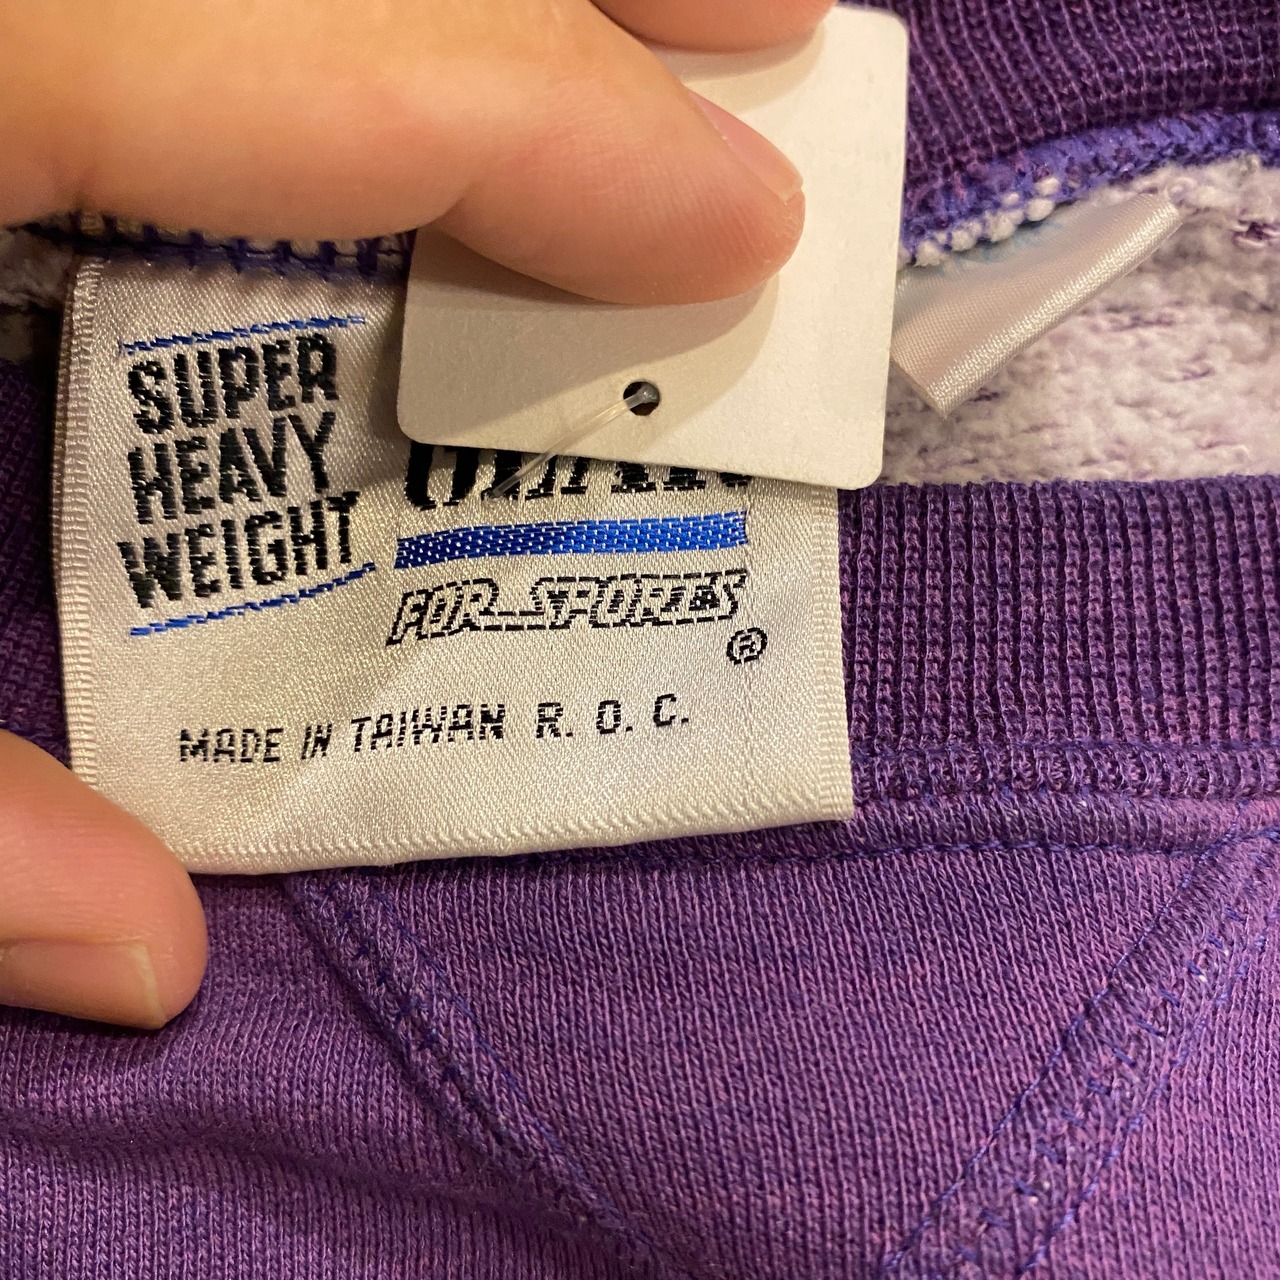 SUPER
HEAVY
WEIGHT
FOR SPORTS
®
MADE IN TAIWAN R. O. C.